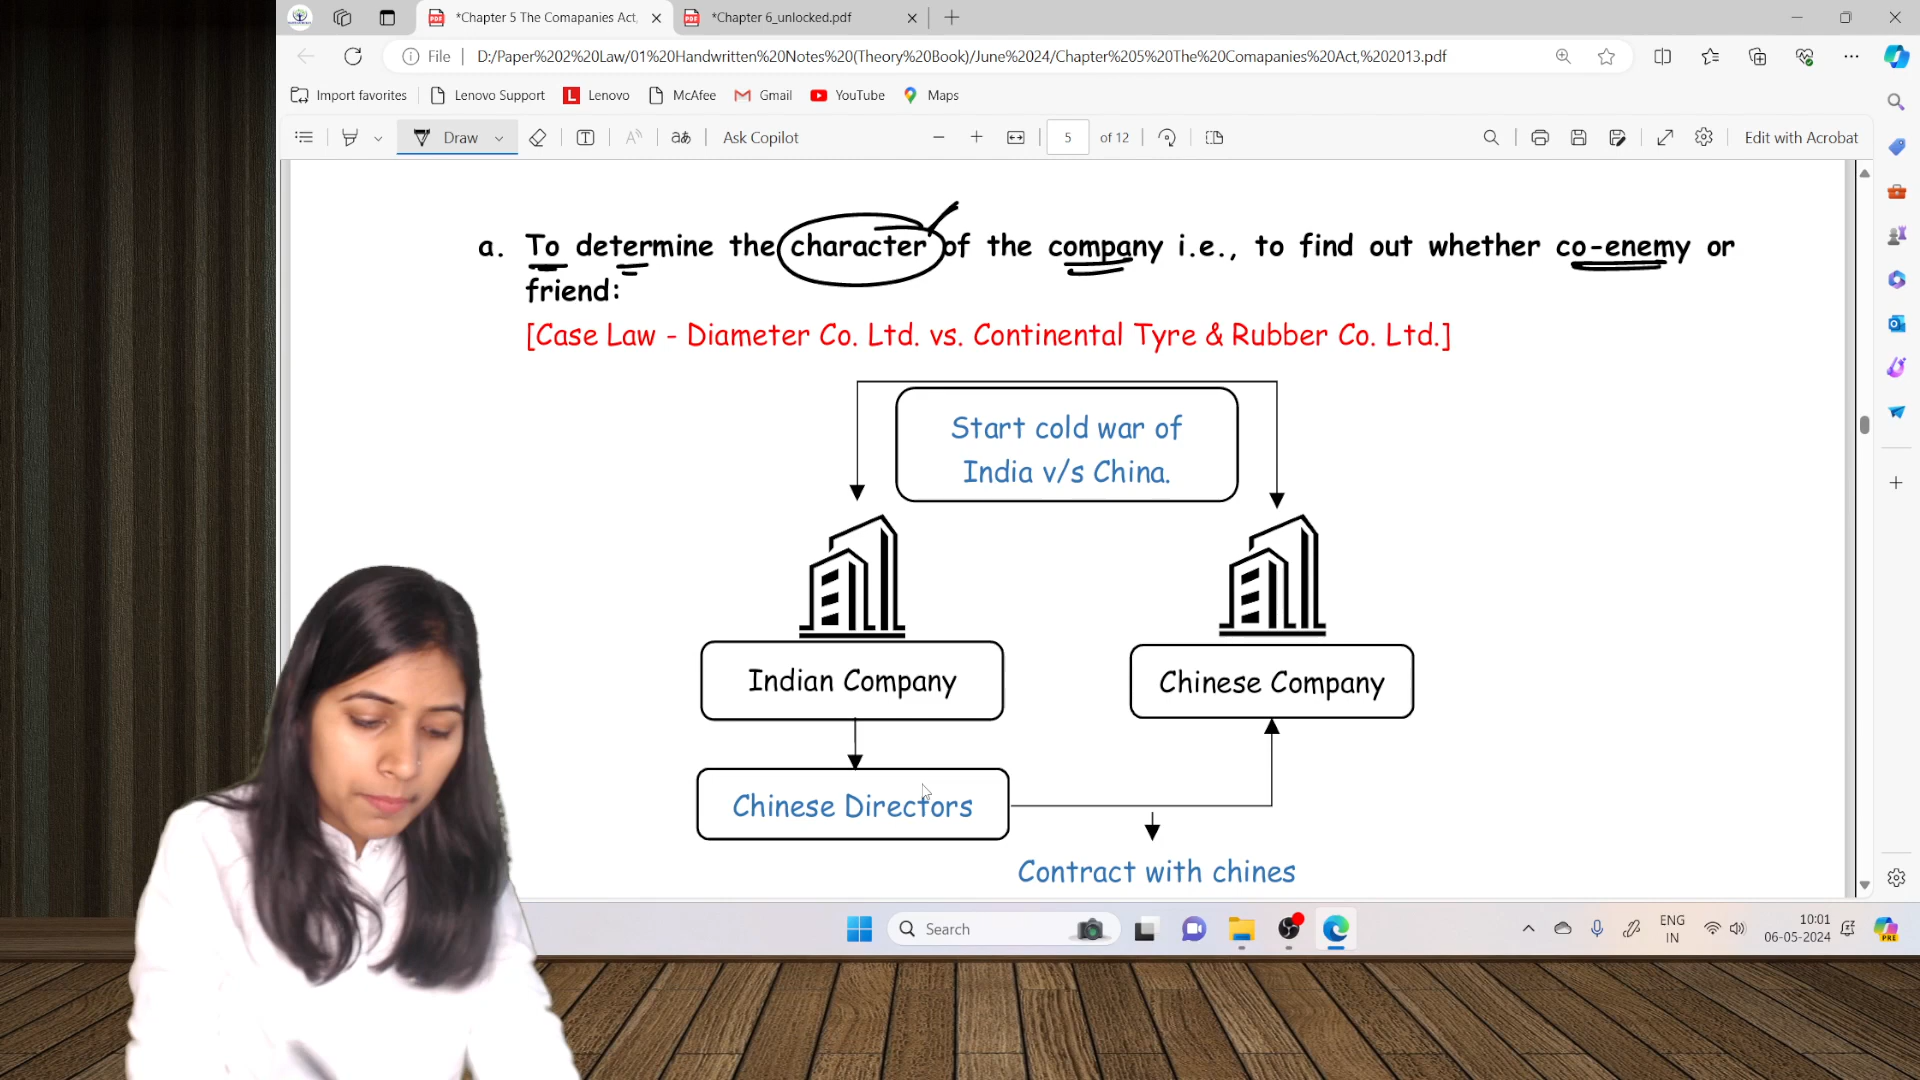 *Chapter 5 The Comapanies Act,
*Chapter 6_unlocked.pdf
File
D:/Paper%202%20Law/01%20Handwritten%20Notes%20(Theory%20Book)/June%202024/Chapter%205%20The%20Comapanies%20Act,%202013.pdf
Import favorites
Lenovo Support
L Lenovo
McAfee
Gmail
YouTube
Maps
Draw
Ask Copilot
5
of 12
Edit with Acrobat
a. To determine the character of the company i.e., to find out whether co-enemy or
friend:
[Case Law - Diameter Co. Ltd. vs. Continental Tyre & Rubber Co. Ltd.]
Start cold war of
India v/s China.
Indian Company
Chinese Company
Chinese Directors
Contract with chines
Search
ENG
IN
10:01
06-05-2024
PRE